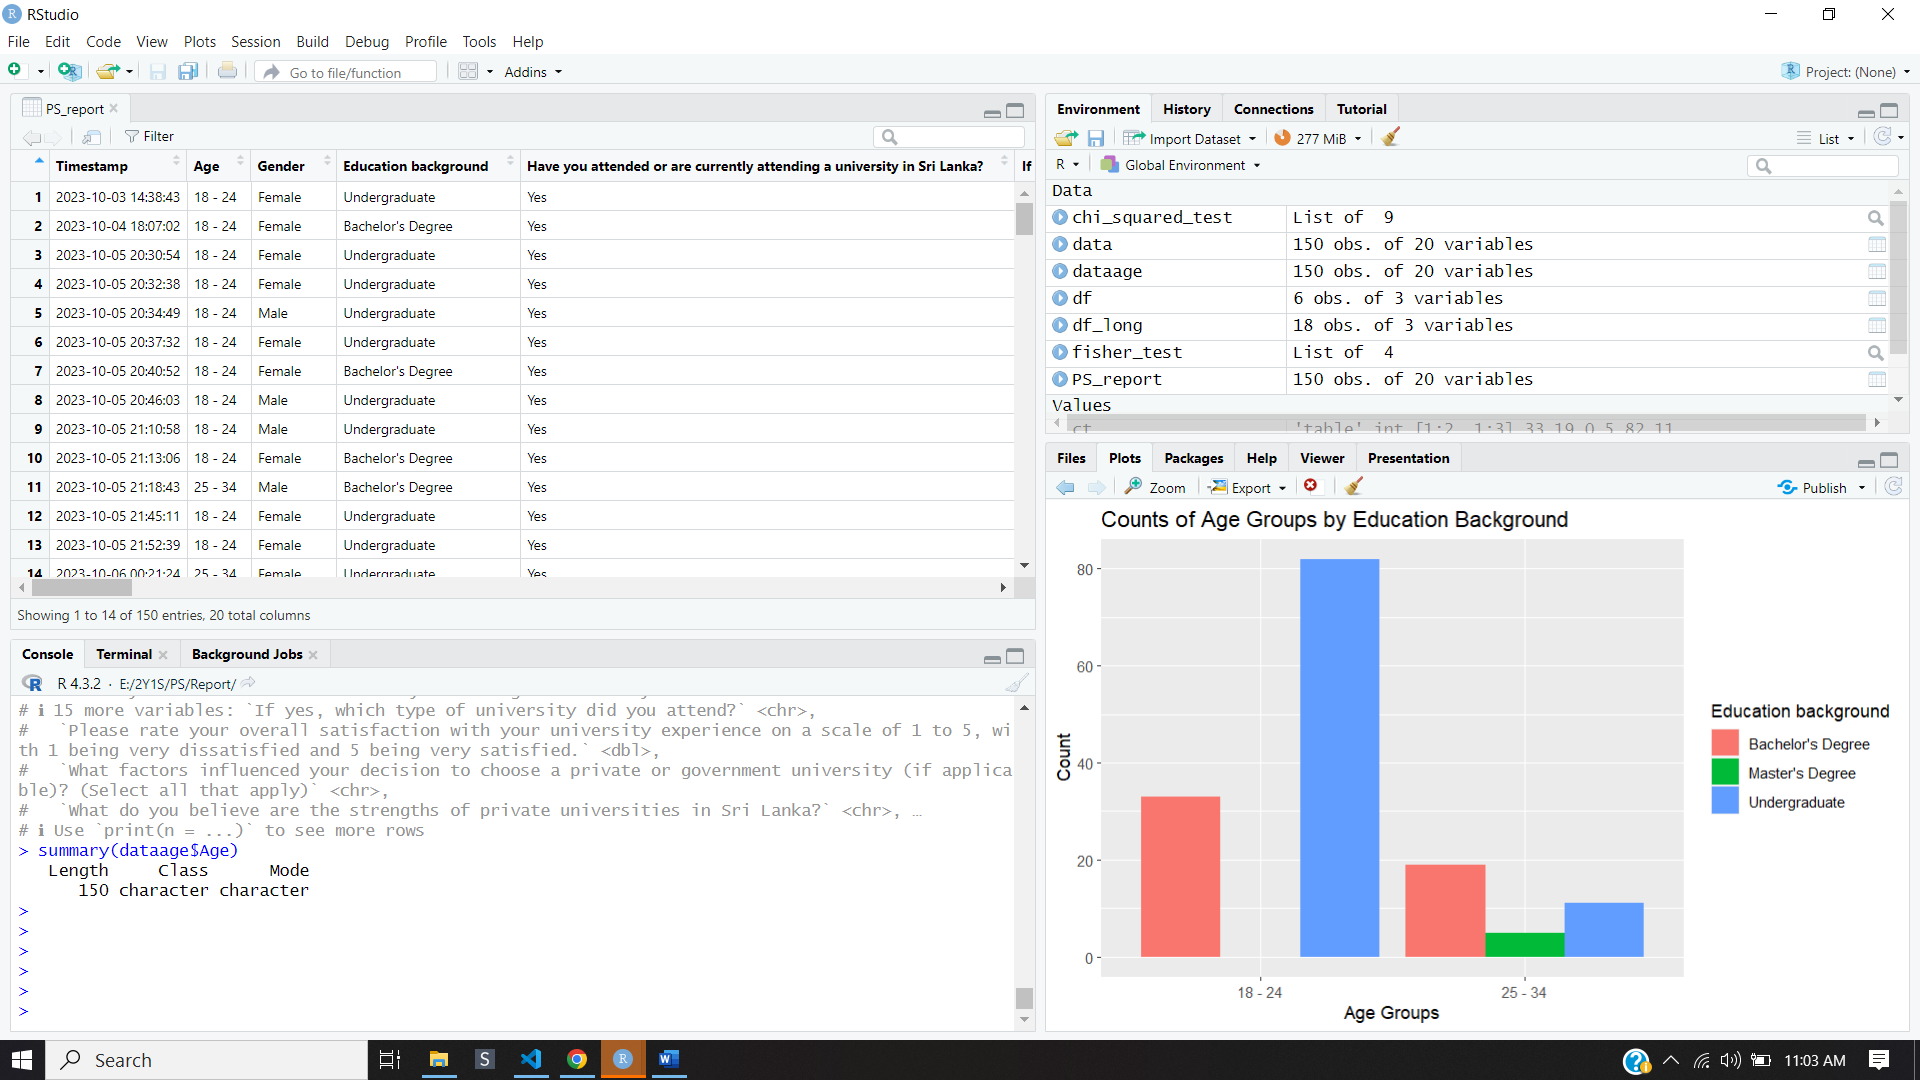 RStudio
File Edit Code View Plots Session Build Debug Profile Tools Help
Go to file/function Addins Project: (None)
PS_report
Filter
Timestamp Age Gender Education background Have you attended or are currently attending a university in Sri Lanka? If
1 2023-10-03 14:38:43 18 - 24 Female Undergraduate Yes
2 2023-10-04 18:07:02 18 - 24 Female Bachelor's Degree Yes
3 2023-10-05 20:30:54 18 - 24 Female Undergraduate Yes
4 2023-10-05 20:32:38 18 - 24 Female Undergraduate Yes
5 2023-10-05 20:34:49 18 - 24 Male Undergraduate Yes
6 2023-10-05 20:37:32 18 - 24 Female Undergraduate Yes
7 2023-10-05 20:40:52 18 - 24 Female Bachelor's Degree Yes
8 2023-10-05 20:46:03 18 - 24 Male Undergraduate Yes
9 2023-10-05 21:10:58 18 - 24 Male Undergraduate Yes
10 2023-10-05 21:13:06 18 - 24 Female Bachelor's Degree Yes
11 2023-10-05 21:18:43 25 - 34 Male Bachelor's Degree Yes
12 2023-10-05 21:45:11 18 - 24 Female Undergraduate Yes
13 2023-10-05 21:52:39 18 - 24 Female Undergraduate Yes
14 2023-10-06 00:21:24 25 - 34 Female Undergraduate Yes
Showing 1 to 14 of 150 entries, 20 total columns
Console Terminal Background Jobs
R 4.3.2 · E:/2Y1S/PS/Report/
# ℹ 15 more variables: `If yes, which type of university did you attend?` <chr>,
#   `Please rate your overall satisfaction with your university experience on a scale of 1 to 5, wi
th 1 being very dissatisfied and 5 being very satisfied.` <dbl>,
#   `What factors influenced your decision to choose a private or government university (if applica
ble)? (Select all that apply)` <chr>,
#   `What do you believe are the strengths of private universities in Sri Lanka?` <chr>, …
# ℹ Use `print(n = ...)` to see more rows
> summary(dataage$Age)
Length Class Mode
150 character character
>
>
>
>
>
>
Environment History Connections Tutorial
Import Dataset 277 MiB List
R Global Environment
Data
chi_squared_test List of 9
data 150 obs. of 20 variables
dataage 150 obs. of 20 variables
df 6 obs. of 3 variables
df_long 18 obs. of 3 variables
fisher_test List of 4
PS_report 150 obs. of 20 variables
Values
ct 'table' int [1:2, 1:3] 33 19 0 5 82 11
Files Plots Packages Help Viewer Presentation
Zoom Export Publish
Counts of Age Groups by Education Background
80
60
40
20
0
Count
18 - 24 25 - 34
Age Groups
Education background
Bachelor's Degree
Master's Degree
Undergraduate
Search 11:03 AM